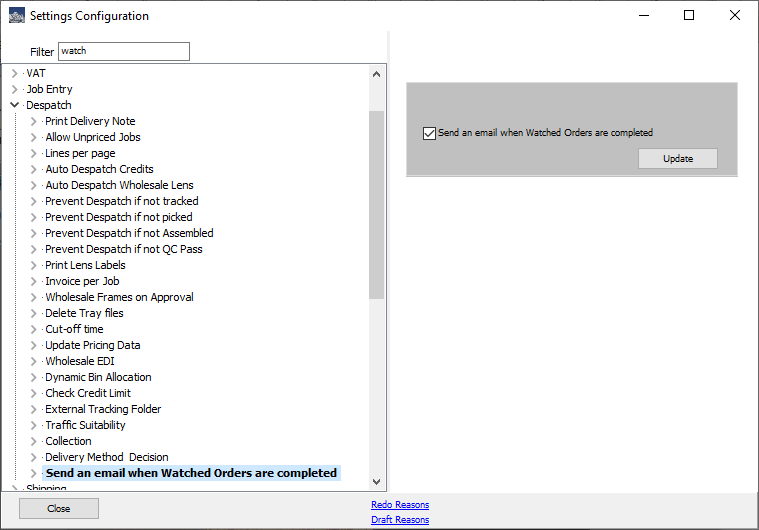 Settings Configuration
Filter watch
VAT
Job Entry
Despatch
Print Delivery Note
Allow Unpriced Jobs
Lines per page
Auto Despatch Credits
Auto Despatch Wholesale Lens
Prevent Despatch if not tracked
Prevent Despatch if not picked
Prevent Despatch if not Assembled
Prevent Despatch if not QC Pass
Print Lens Labels
Invoice per Job
Wholesale Frames on Approval
Delete Tray files
Cut-off time
Update Pricing Data
Wholesale EDI
Dynamic Bin Allocation
Check Credit Limit
External Tracking Folder
Traffic Suitability
Collection
Delivery Method  Decision
Send an email when Watched Orders are completed
Shipping
Send an email when Watched Orders are completed
Update
Close
Redo Reasons
Draft Reasons